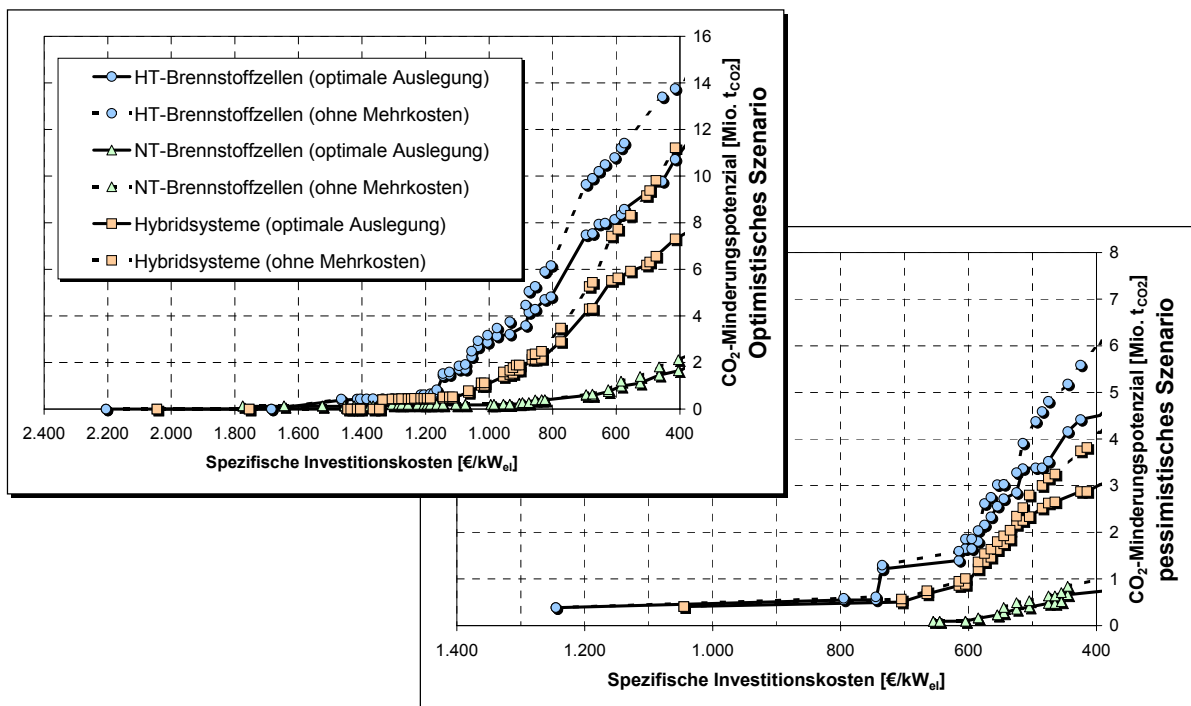 16
14
12
10
8
6
4
2
0
CO2-Minderungspotenzial [Mio. tCO2]
Optimistisches Szenario
HT-Brennstoffzellen (optimale Auslegung)
HT-Brennstoffzellen (ohne Mehrkosten)
NT-Brennstoffzellen (optimale Auslegung)
NT-Brennstoffzellen (ohne Mehrkosten)
Hybridsysteme (optimale Auslegung)
Hybridsysteme (ohne Mehrkosten)
2.400 2.200 2.000 1.800 1.600 1.400 1.200 1.000 800 600 400
Spezifische Investitionskosten [€/kWel]
8
7
6
5
4
3
2
1
0
CO2-Minderungspotenzial [Mio. tCO2]
pessimistisches Szenario
1.400 1.200 1.000 800 600 400
Spezifische Investitionskosten [€/kWel]